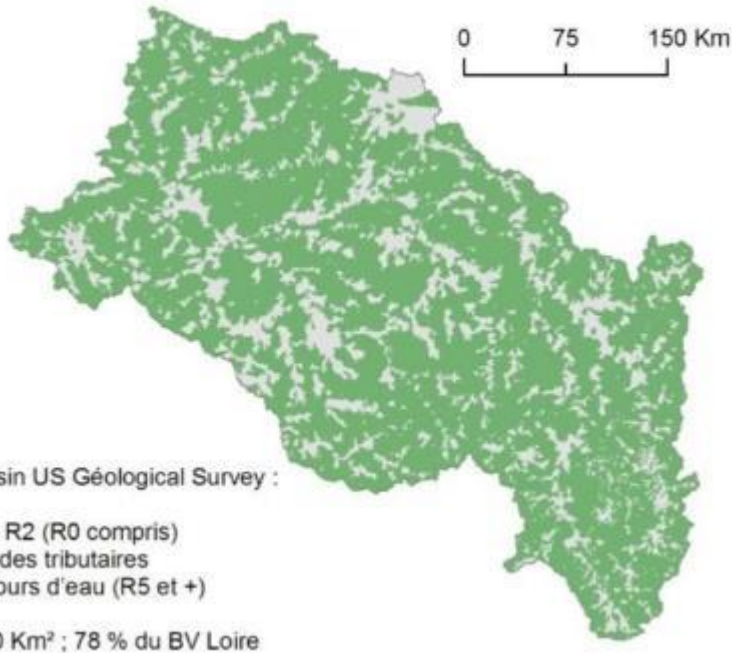 0 75 150 Km
sin US Géological Survey :
R2 (R0 compris)
des tributaires
ours d'eau (R5 et +)
0 Km² ; 78 % du BV Loire